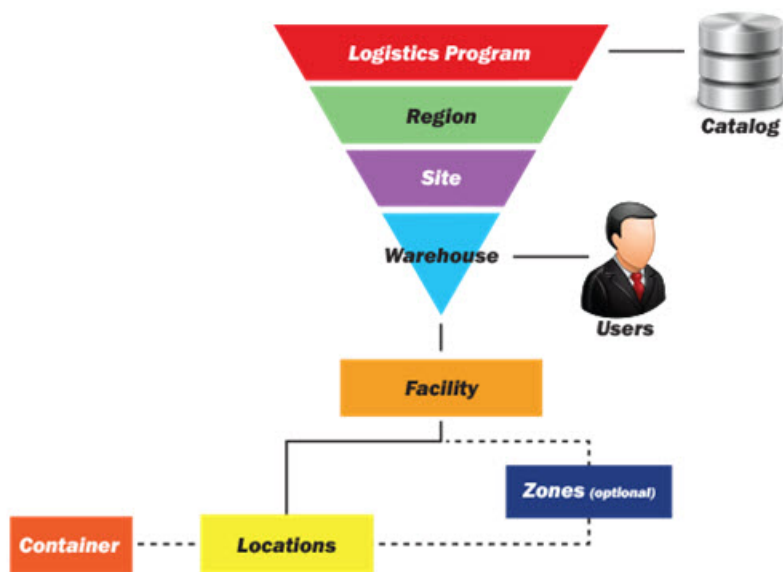 Logistics Program
Region
Catalog
Site
Warehouse
Users
Facility
Zones (optional)
Container
Locations